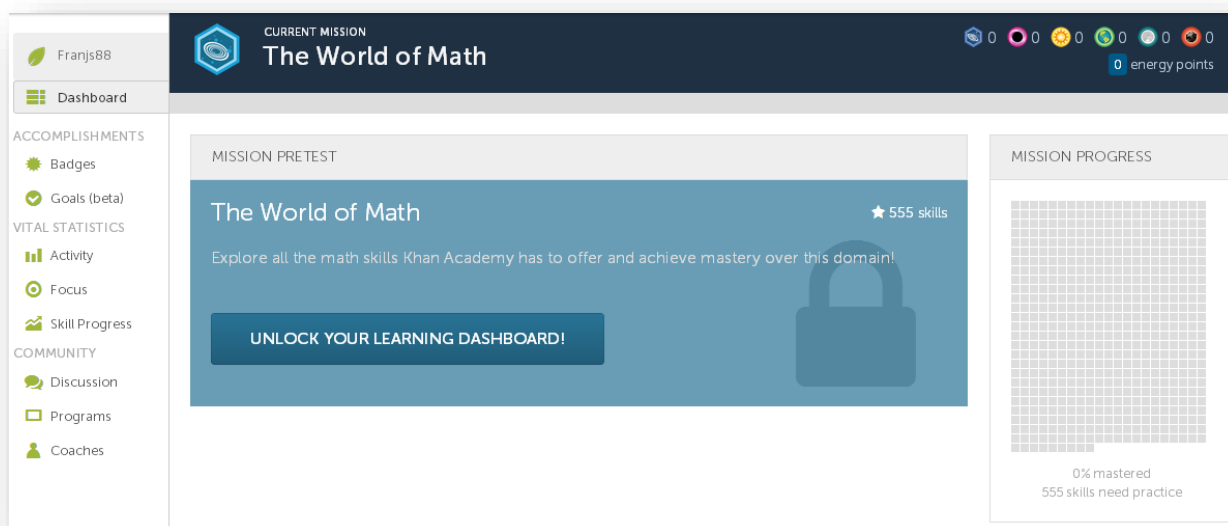 Franjs88
Dashboard
ACCOMPLISHMENTS
Badges
Goals (beta)
VITAL STATISTICS
Activity
Focus
Skill Progress
COMMUNITY
Discussion
Programs
Coaches
CURRENT MISSION
The World of Math
0 0 0 0 0 0
0 energy points
MISSION PRETEST
The World of Math
555 skills
Explore all the math skills Khan Academy has to offer and achieve mastery over this domain!
UNLOCK YOUR LEARNING DASHBOARD!
MISSION PROGRESS
0% mastered
555 skills need practice